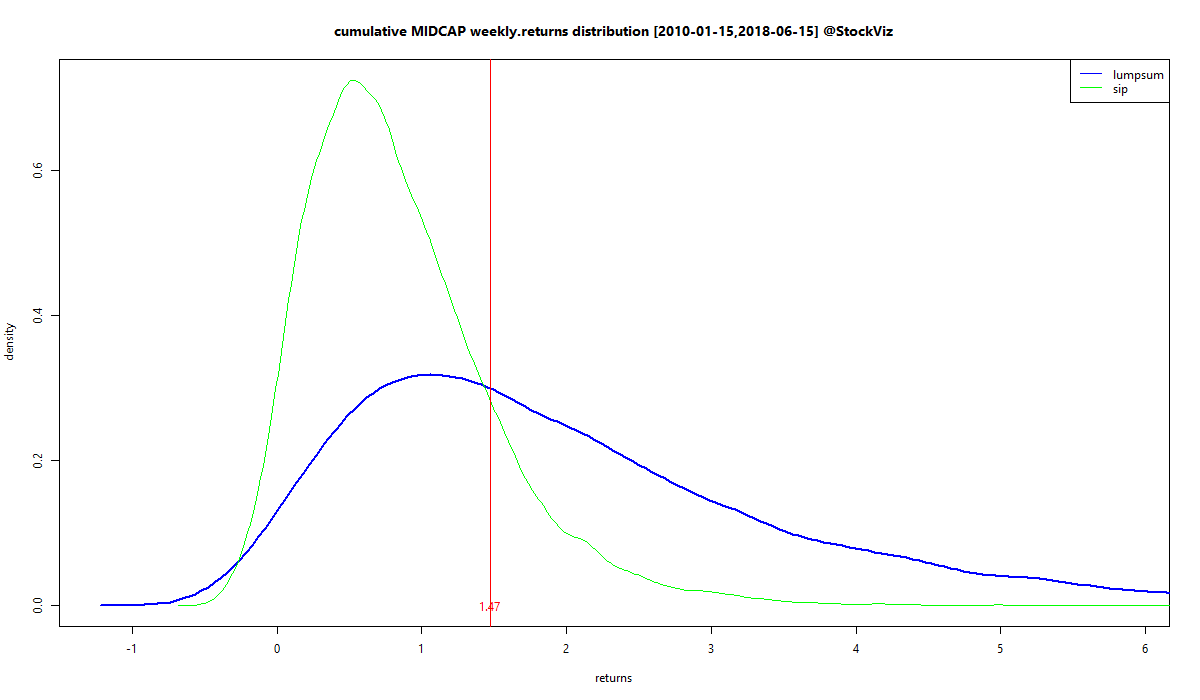 cumulative MIDCAP weekly.returns distribution [2010-01-15,2018-06-15] @StockViz
lumpsum
sip
density
0.6
0.4
0.2
0.0
1.47
-1 0 1 2 3 4 5 6
returns